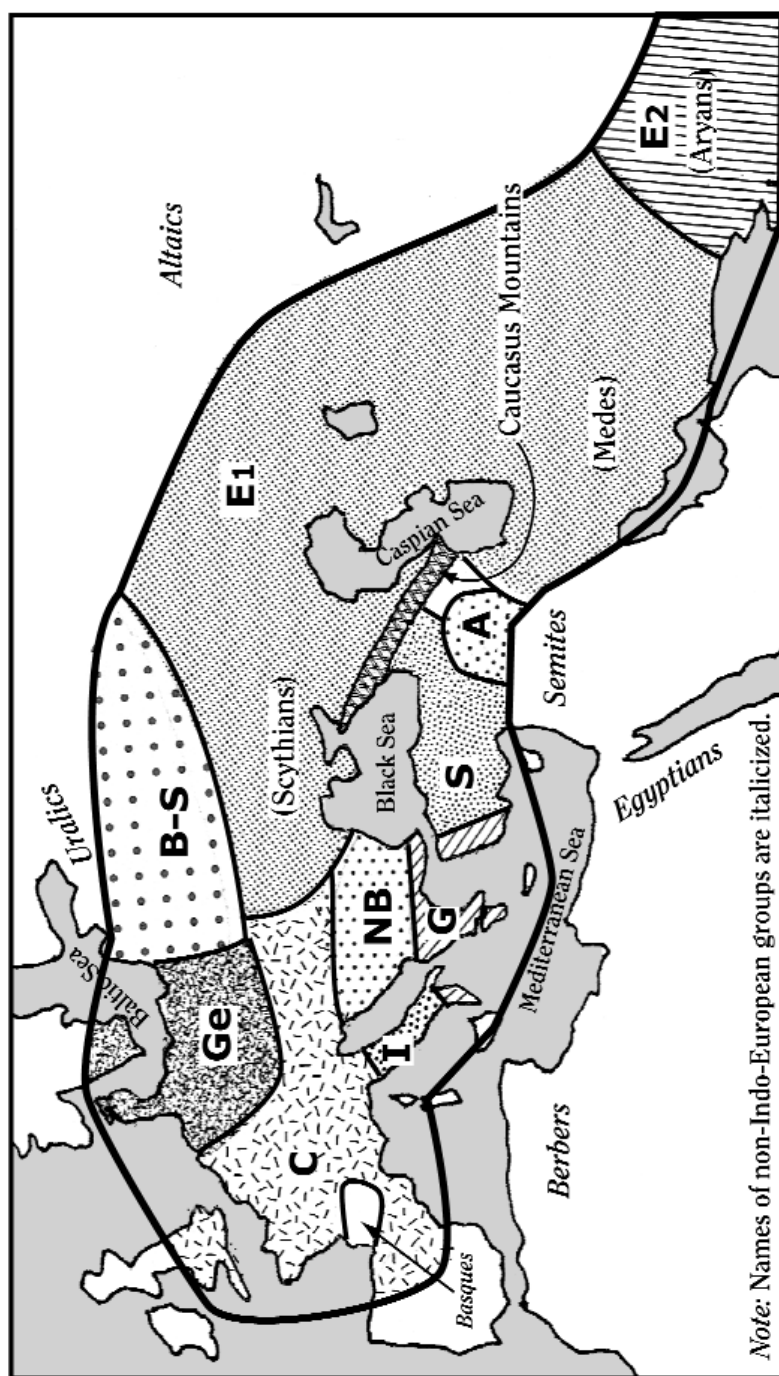 Altaics
Uralics
E1
E2
(Aryans)
B-S
Baltic Sea
(Scythians)
Caspian Sea
Caucasus Mountains
(Medes)
Ge
Black Sea
A
C
NB
S
Semites
I
G
Basques
Mediterranean Sea
Egyptians
Berbers
Note: Names of non-Indo-European groups are italicized.